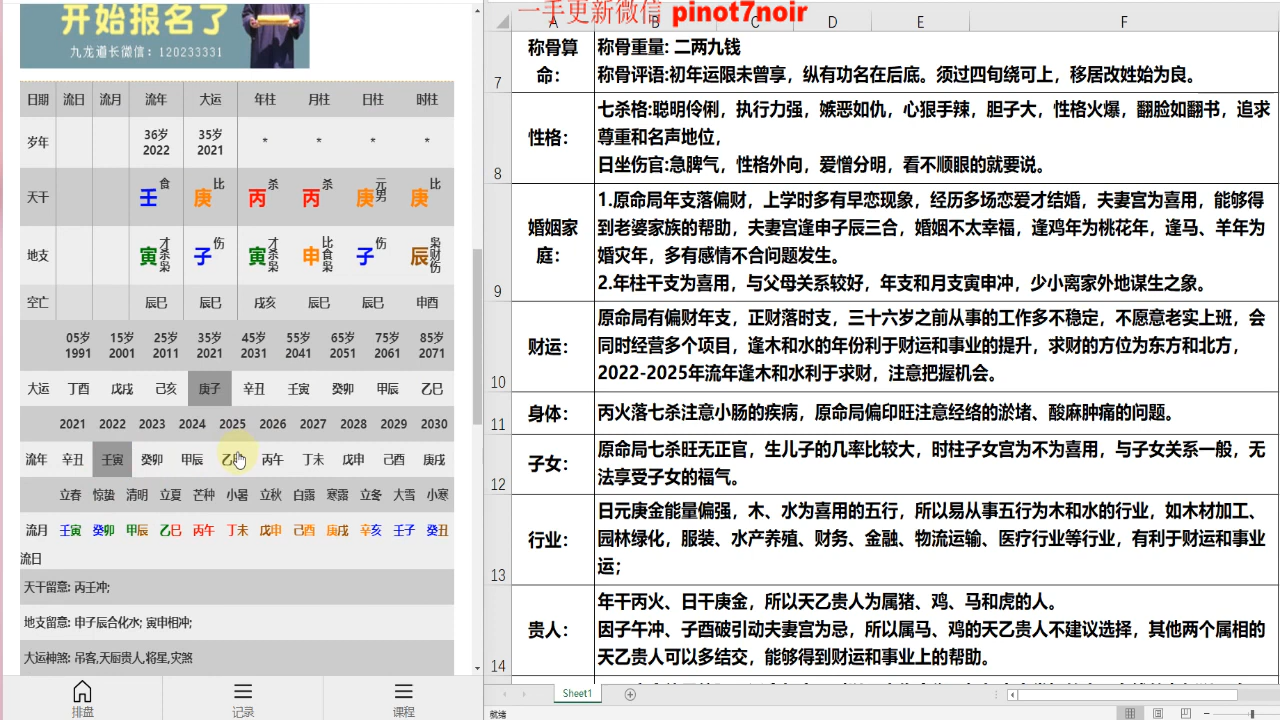 开始报名了
九龙道长微信：120233331
日期 流日 流月 流年 大运 年柱 月柱 日柱 时柱
岁年 36岁 35岁 * * * *
2022 2021
天干 壬 食 庚 比 丙 杀 丙 杀 庚 元男 庚 比
地支 寅 才杀枭 子 伤 寅 才杀枭 申 比食枭 子 伤 辰 枭财伤
空亡 辰巳 辰巳 戌亥 辰巳 辰巳 申酉
05岁 15岁 25岁 35岁 45岁 55岁 65岁 75岁 85岁
1991 2001 2011 2021 2031 2041 2051 2061 2071
大运 丁酉 戊戌 己亥 庚子 辛丑 壬寅 癸卯 甲辰 乙巳
2021 2022 2023 2024 2025 2026 2027 2028 2029 2030
流年 辛丑 壬寅 癸卯 甲辰 乙 丙午 丁未 戊申 己酉 庚戌
立春 惊蛰 清明 立夏 芒种 小暑 立秋 白露 寒露 立冬 大雪 小寒
流月 壬寅 癸卯 甲辰 乙巳 丙午 丁未 戊申 己酉 庚戌 辛亥 壬子 癸丑
流日
天干留意: 丙壬冲;
地支留意: 申子辰合化水; 寅申相冲;
大运神煞: 吊客,天厨贵人,将星,灾煞
排盘 记录 课程
一手更新微信 pinot7noir
A B C D E F
7 称骨算命： 称骨重量: 二两九钱
称骨评语:初年运限未曾享，纵有功名在后底。须过四旬绕可上，移居改姓始为良。
8 性格： 七杀格:聪明伶俐，执行力强，嫉恶如仇，心狠手辣，胆子大，性格火爆，翻脸如翻书，追求
尊重和名声地位，
日坐伤官:急脾气，性格外向，爱憎分明，看不顺眼的就要说。
9 婚姻家庭： 1.原命局年支落偏财，上学时多有早恋现象，经历多场恋爱才结婚，夫妻宫为喜用，能够得
到老婆家族的帮助，夫妻宫逢申子辰三合，婚姻不太幸福，逢鸡年为桃花年，逢马、羊年为
婚灾年，多有感情不合问题发生。
2.年柱干支为喜用，与父母关系较好，年支和月支寅申冲，少小离家外地谋生之象。
10 财运： 原命局有偏财年支，正财落时支，三十六岁之前从事的工作多不稳定，不愿意老实上班，会
同时经营多个项目，逢木和水的年份利于财运和事业的提升，求财的方位为东方和北方，
2022-2025年流年逢木和水利于求财，注意把握机会。
11 身体： 丙火落七杀注意小肠的疾病，原命局偏印旺注意经络的淤堵、酸麻肿痛的问题。
12 子女： 原命局七杀旺无正官，生儿子的几率比较大，时柱子女宫为不为喜用，与子女关系一般，无
法享受子女的福气。
13 行业： 日元庚金能量偏强，木、水为喜用的五行，所以易从事五行为木和水的行业，如木材加工、
园林绿化，服装、水产养殖、财务、金融、物流运输、医疗行业等行业，有利于财运和事业
运；
14 贵人： 年干丙火、日干庚金，所以天乙贵人为属猪、鸡、马和虎的人。
因子午冲、子酉破引动夫妻宫为忌，所以属马、鸡的天乙贵人不建议选择，其他两个属相的
天乙贵人可以多结交，能够得到财运和事业上的帮助。
Sheet1
就绪